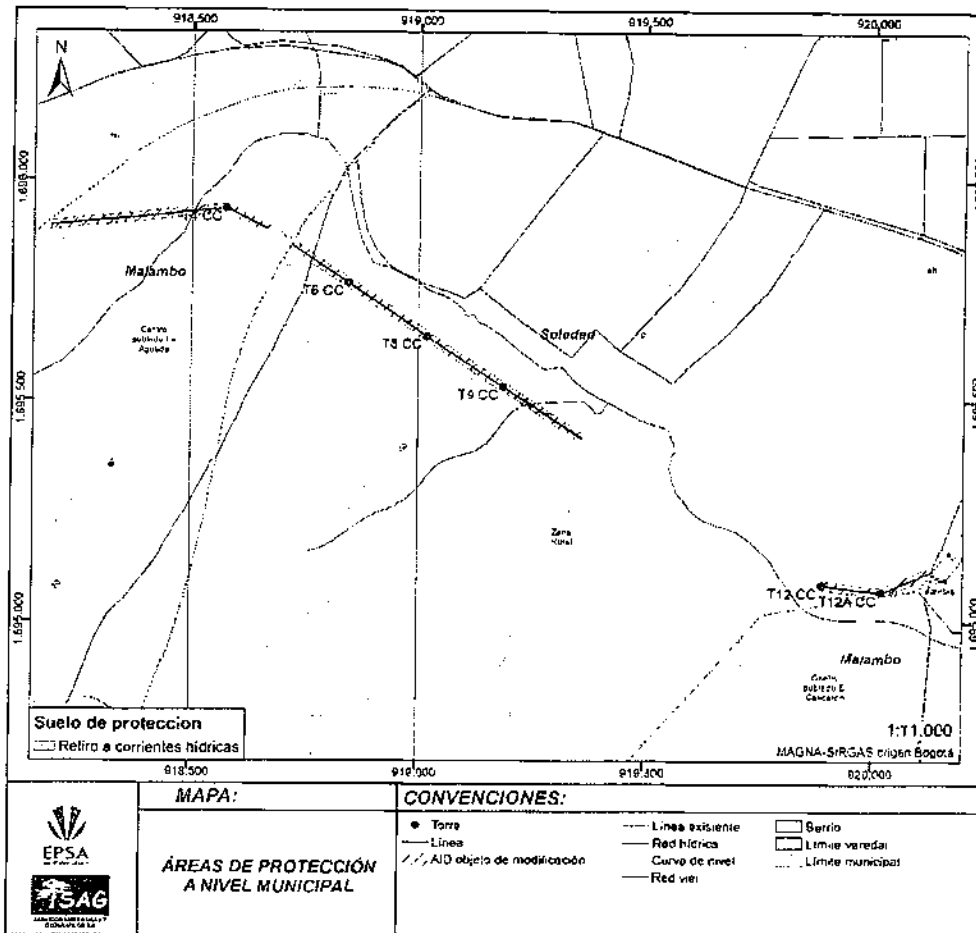 918,500
919,000
919,500
920,000
N
1.696.000
CC
Malambo
T6 CC
T8 CC
Soledad
T9 CC
1.695.500
Zona
Rural
T12 CC
T12A CC
1.695.000
Malambo
Suelo de proteccion
Retiro a corrientes hídricas
1:11.000
MAGNA-SIRGAS origen Bogotá
918,500
919,000
919,500
920,000
MAPA:
CONVENCIONES:
EPSA
SAG
ÁREAS DE PROTECCIÓN
A NIVEL MUNICIPAL
Torre
Línea
AID objeto de modificación
Línea existente
Red hídrica
Curva de nivel
Red vial
Barrio
Límite veredal
Límite municipal